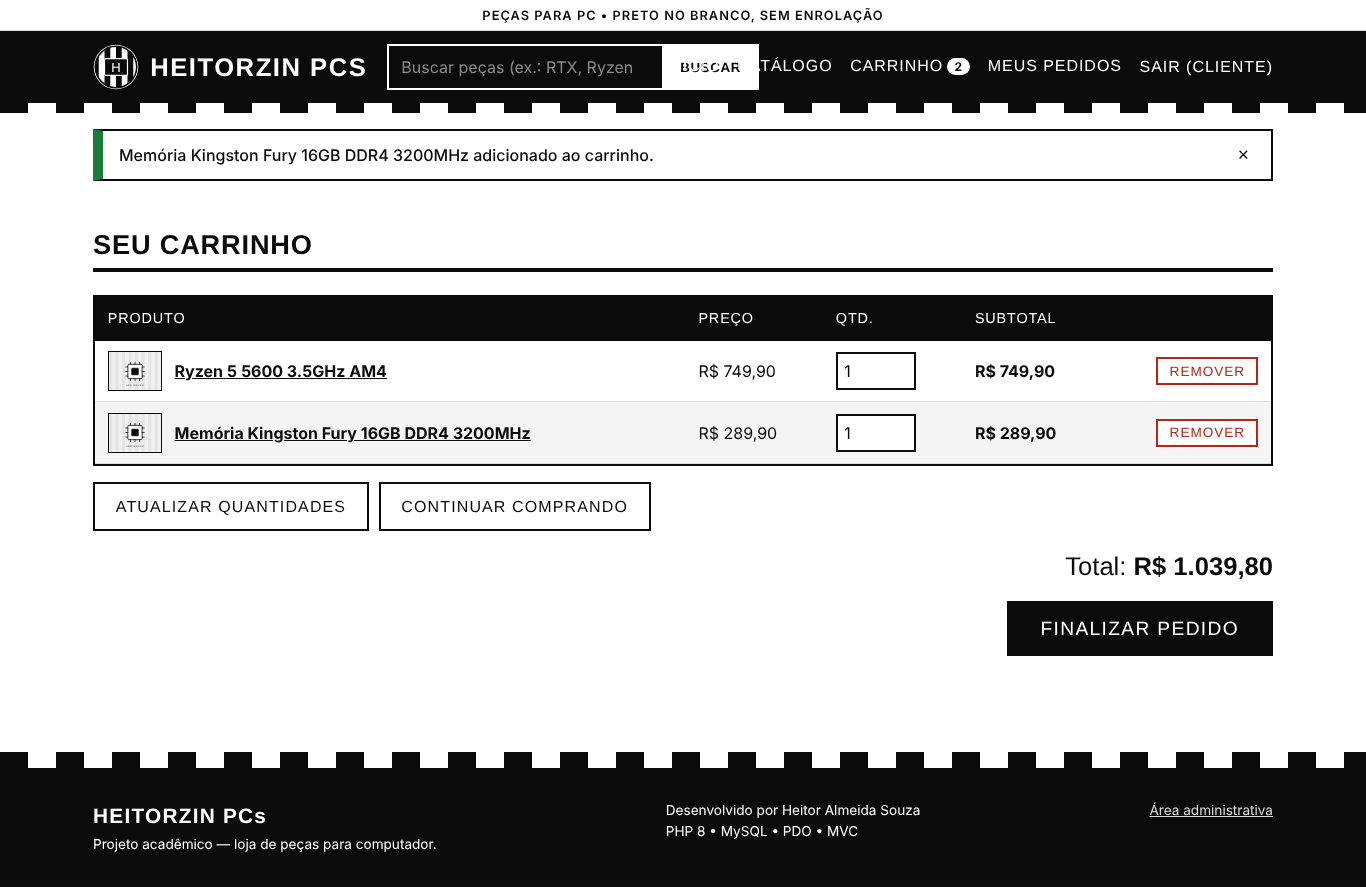 PEÇAS PARA PC • PRETO NO BRANCO, SEM ENROLAÇÃO
H HEITORZIN PCS Buscar peças (ex.: RTX, Ryzen BUSCAR TÁLOGO CARRINHO 2 MEUS PEDIDOS SAIR (CLIENTE)
Memória Kingston Fury 16GB DDR4 3200MHz adicionado ao carrinho. ×
SEU CARRINHO
PRODUTO PREÇO QTD. SUBTOTAL
Ryzen 5 5600 3.5GHz AM4 R$ 749,90 1 R$ 749,90 REMOVER
Memória Kingston Fury 16GB DDR4 3200MHz R$ 289,90 1 R$ 289,90 REMOVER
ATUALIZAR QUANTIDADES CONTINUAR COMPRANDO
Total: R$ 1.039,80
FINALIZAR PEDIDO
HEITORZIN PCs
Projeto acadêmico — loja de peças para computador.
Desenvolvido por Heitor Almeida Souza
PHP 8 • MySQL • PDO • MVC
Área administrativa